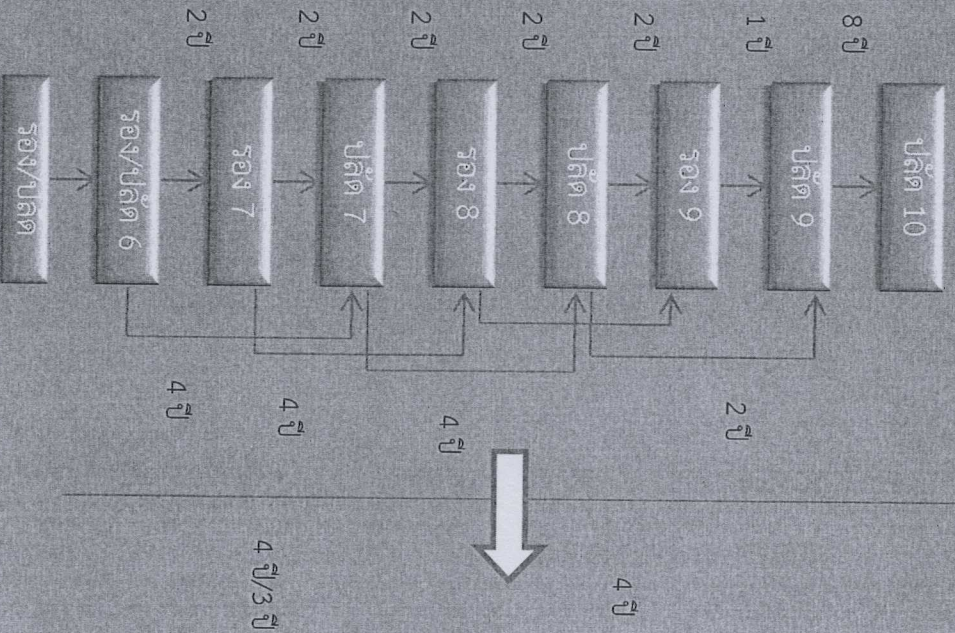 8 ปี
ปลัด 10
1 ปี
ปลัด 9
2 ปี
รอง 9
2 ปี
ปลัด 8
2 ปี
รอง 8
2 ปี
ปลัด 7
2 ปี
รอง 7
รอง/ปลัด 6
รอง/ปลัด
2 ปี
4 ปี
4 ปี
4 ปี
4 ปี
4 ปี/3 ปี